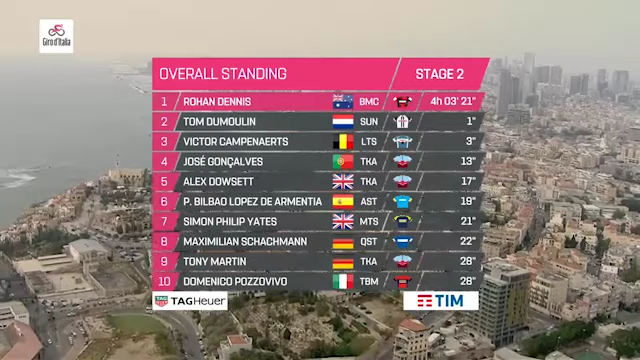 Giro d'Italia
OVERALL STANDING STAGE 2
1 ROHAN DENNIS BMC 4h 03' 21"
2 TOM DUMOULIN SUN 1"
3 VICTOR CAMPENAERTS LTS 3"
4 JOSÉ GONÇALVES TKA 13"
5 ALEX DOWSETT TKA 17"
6 P. BILBAO LOPEZ DE ARMENTIA AST 18"
7 SIMON PHILIP YATES MTS 21"
8 MAXIMILIAN SCHACHMANN QST 22"
9 TONY MARTIN TKA 28"
10 DOMENICO POZZOVIVO TBM 28"
TAG HEUER TAGHeuer TIM